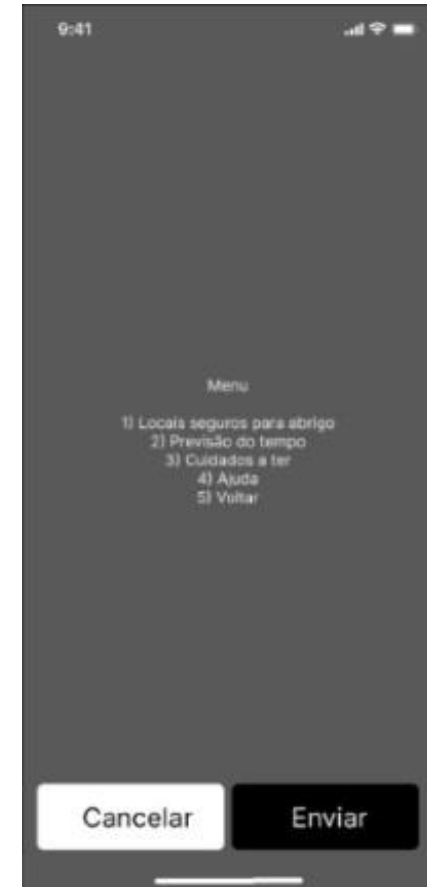 9:41
Menu
1) Locais seguros para abrigo
2) Previsão do tempo
3) Cuidados a ter
4) Ajuda
5) Voltar
Cancelar
Enviar